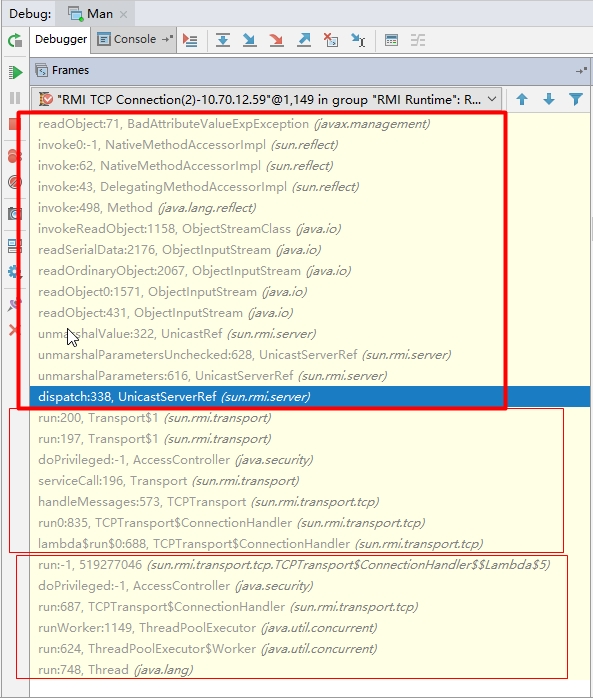 Debug: Man
Debugger Console
Frames
"RMI TCP Connection(2)-10.70.12.59"@1,149 in group "RMI Runtime": R...
readObject:71, BadAttributeValueExpException (javax.management)
invoke0:-1, NativeMethodAccessorImpl (sun.reflect)
invoke:62, NativeMethodAccessorImpl (sun.reflect)
invoke:43, DelegatingMethodAccessorImpl (sun.reflect)
invoke:498, Method (java.lang.reflect)
invokeReadObject:1158, ObjectStreamClass (java.io)
readSerialData:2176, ObjectInputStream (java.io)
readOrdinaryObject:2067, ObjectInputStream (java.io)
readObject0:1571, ObjectInputStream (java.io)
readObject:431, ObjectInputStream (java.io)
unmarshalValue:322, UnicastRef (sun.rmi.server)
unmarshalParametersUnchecked:628, UnicastServerRef (sun.rmi.server)
unmarshalParameters:616, UnicastServerRef (sun.rmi.server)
dispatch:338, UnicastServerRef (sun.rmi.server)
run:200, Transport$1 (sun.rmi.transport)
run:197, Transport$1 (sun.rmi.transport)
doPrivileged:-1, AccessController (java.security)
serviceCall:196, Transport (sun.rmi.transport)
handleMessages:573, TCPTransport (sun.rmi.transport.tcp)
run0:835, TCPTransport$ConnectionHandler (sun.rmi.transport.tcp)
lambda$run$0:688, TCPTransport$ConnectionHandler (sun.rmi.transport.tcp)
run:-1, 519277046 (sun.rmi.transport.tcp.TCPTransport$ConnectionHandler$$Lambda$5)
doPrivileged:-1, AccessController (java.security)
run:687, TCPTransport$ConnectionHandler (sun.rmi.transport.tcp)
runWorker:1149, ThreadPoolExecutor (java.util.concurrent)
run:624, ThreadPoolExecutor$Worker (java.util.concurrent)
run:748, Thread (java.lang)